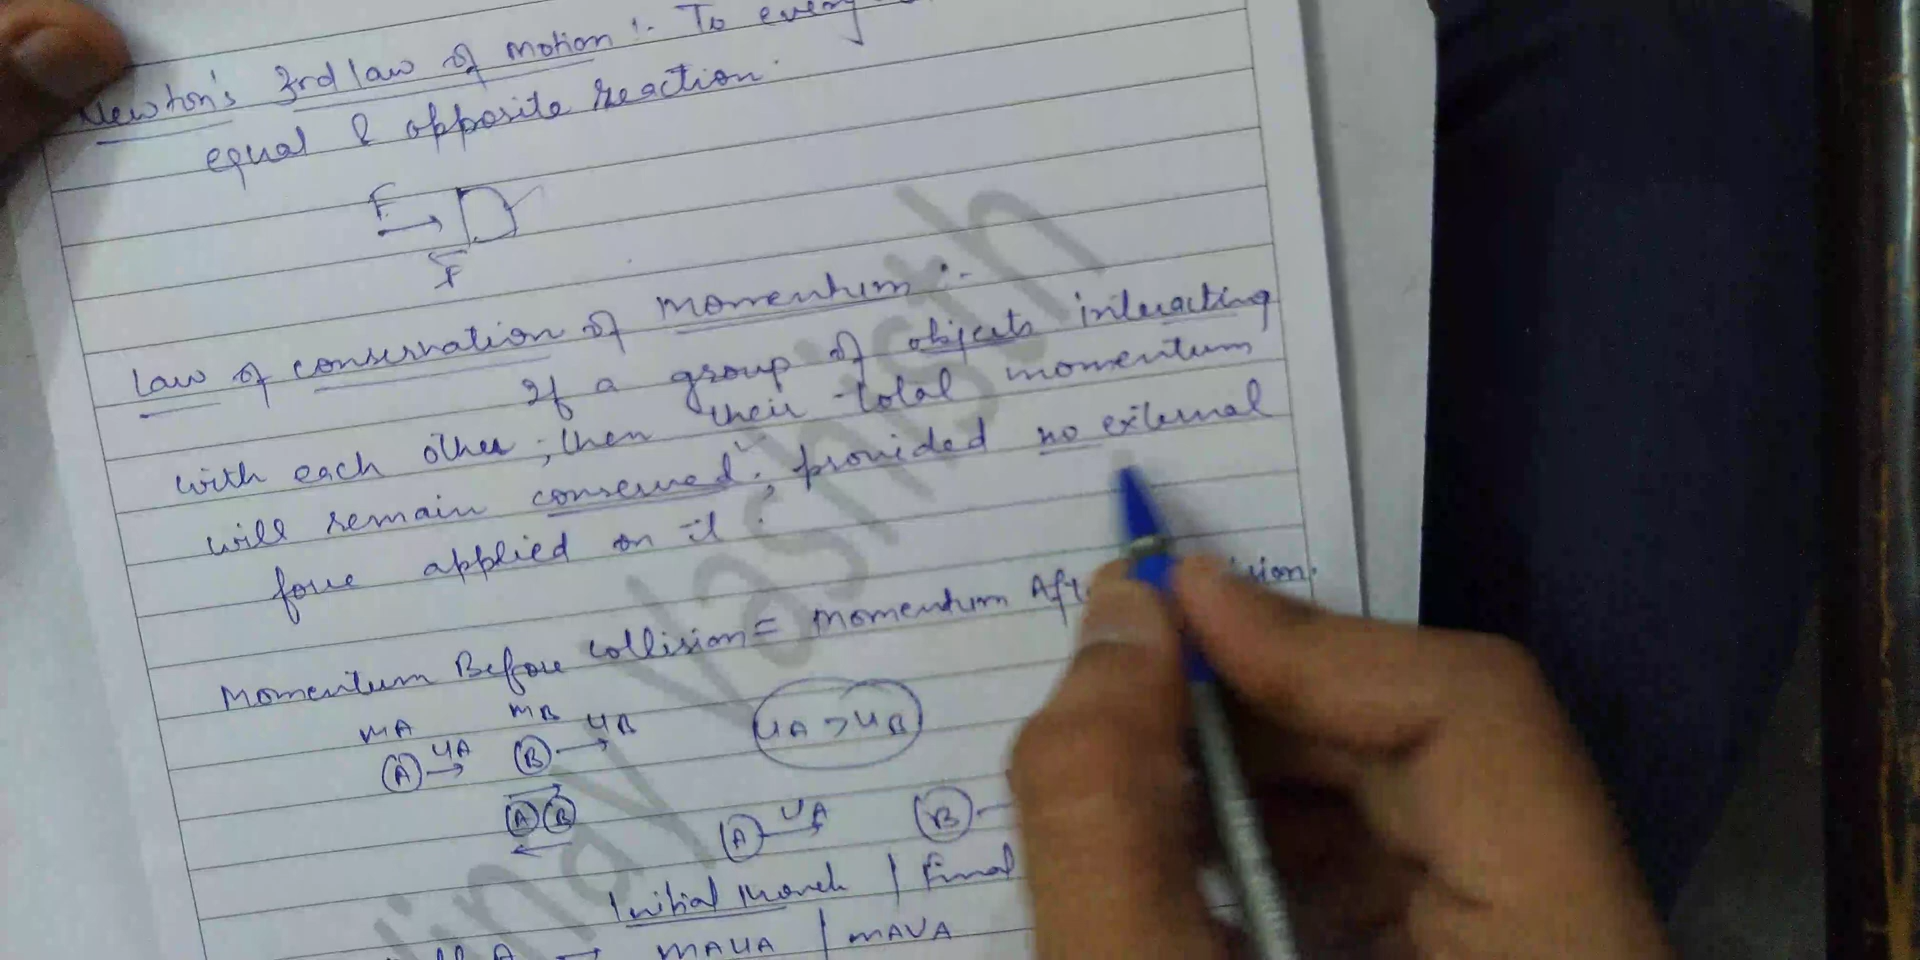 Newton's 3rd law of motion :- To every
equal & opposite reaction.
F
F
Law of conservation of momentum :-
If a group of objects interacting
with each other, then their total momentum
will remain conserved; provided no external
force applied on it.
Momentum Before collision = Momentum
MA MB
A UA B UB UA > UB
A B
A VA B
Initial / Final
A → MAUA / MAVA
Vinay Vashisth